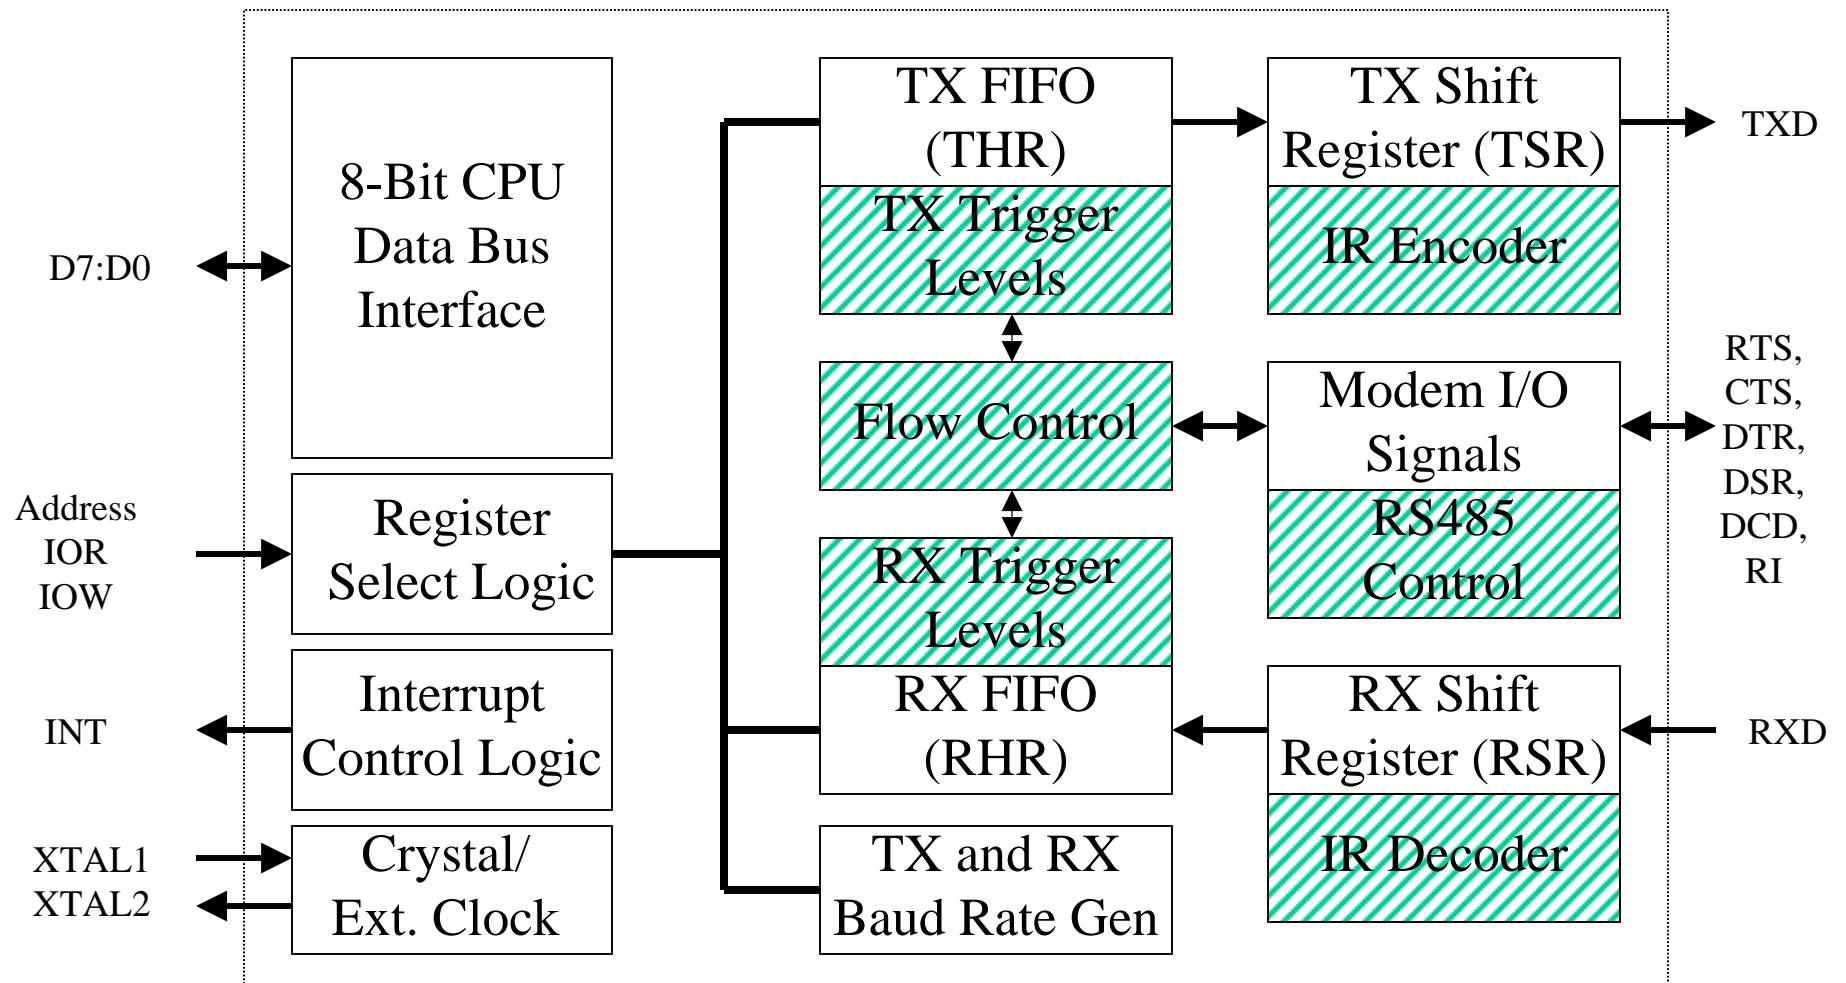 D7:D0
Address
IOR
IOW
INT
XTAL1
XTAL2
8-Bit CPU
Data Bus
Interface
Register
Select Logic
Interrupt
Control Logic
Crystal/
Ext. Clock
TX FIFO
(THR)
TX Trigger
Levels
Flow Control
RX Trigger
Levels
RX FIFO
(RHR)
TX and RX
Baud Rate Gen
TX Shift
Register (TSR)
IR Encoder
Modem I/O
Signals
RS485
Control
RX Shift
Register (RSR)
IR Decoder
TXD
RTS,
CTS,
DTR,
DSR,
DCD,
RI
RXD